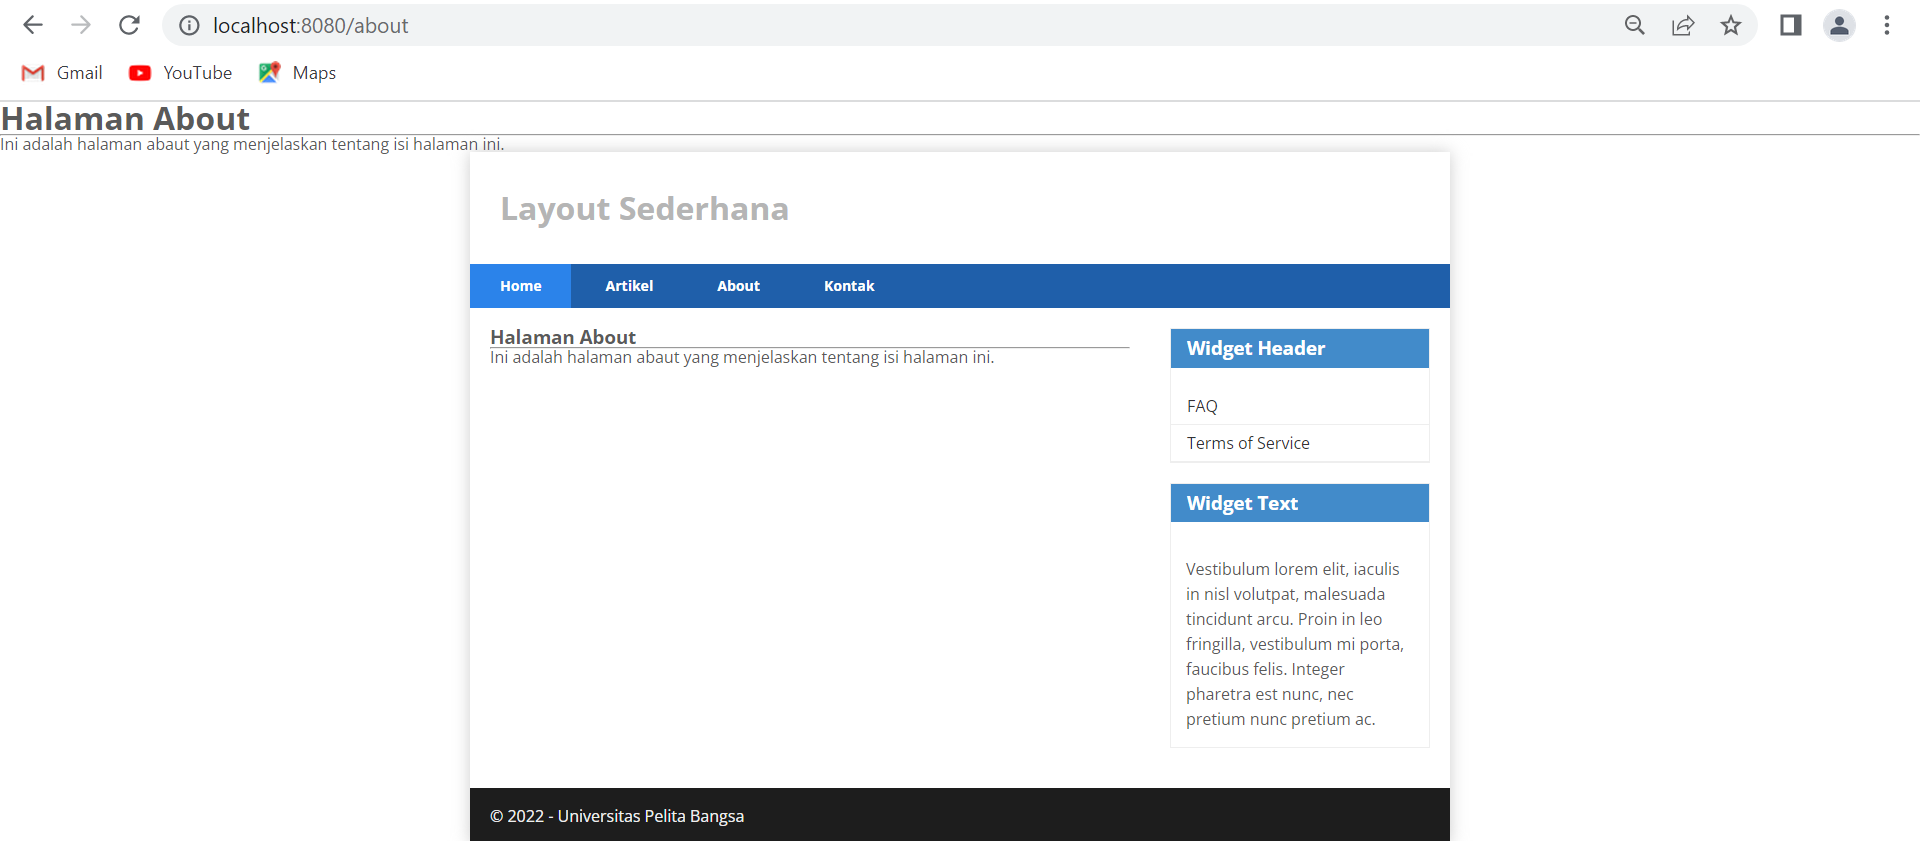 localhost:8080/about
Gmail YouTube Maps
Halaman About
Ini adalah halaman abaut yang menjelaskan tentang isi halaman ini.
Layout Sederhana
Home Artikel About Kontak
Halaman About
Ini adalah halaman abaut yang menjelaskan tentang isi halaman ini.
Widget Header
FAQ
Terms of Service
Widget Text
Vestibulum lorem elit, iaculis
in nisl volutpat, malesuada
tincidunt arcu. Proin in leo
fringilla, vestibulum mi porta,
faucibus felis. Integer
pharetra est nunc, nec
pretium nunc pretium ac.
© 2022 - Universitas Pelita Bangsa